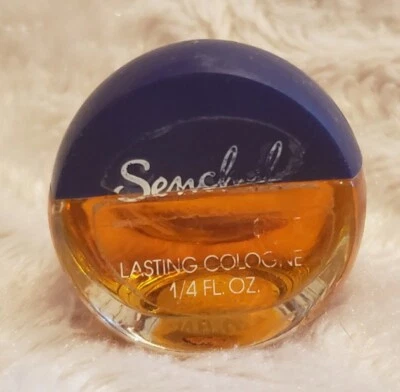 Senchal
LASTING COLOGNE
1/4 FL. OZ.